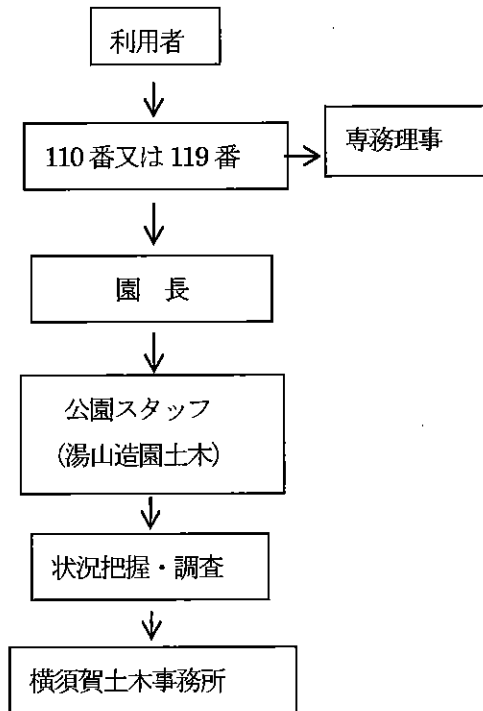 利用者
110番又は119番
専務理事
園　長
公園スタッフ
(湯山造園土木)
状況把握・調査
横須賀土木事務所